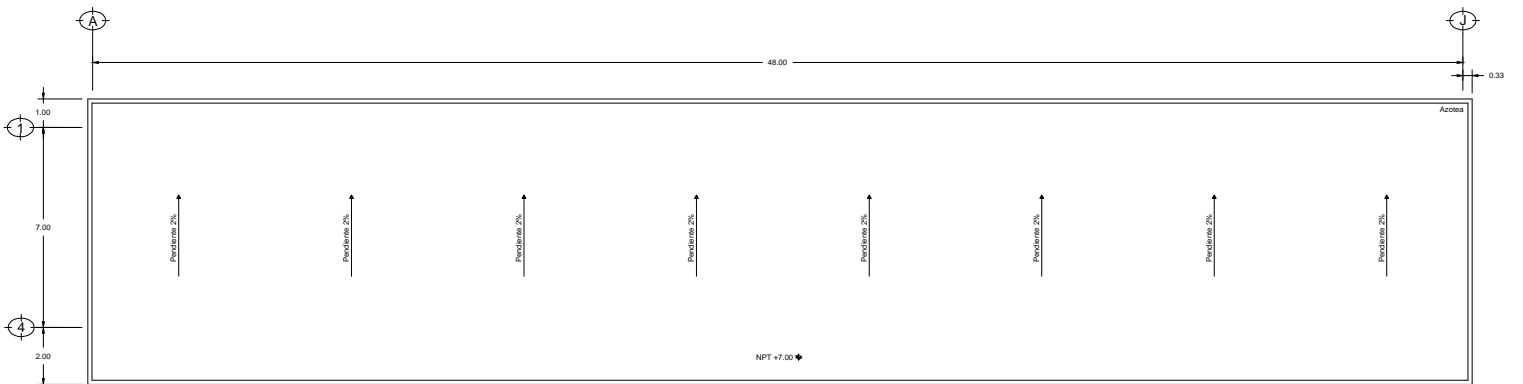 A
J
48.00
0.33
1.00
Azotea
1
7.00
Pendiente 2%
Pendiente 2%
Pendiente 2%
Pendiente 2%
Pendiente 2%
Pendiente 2%
Pendiente 2%
Pendiente 2%
4
2.00
NPT +7.00